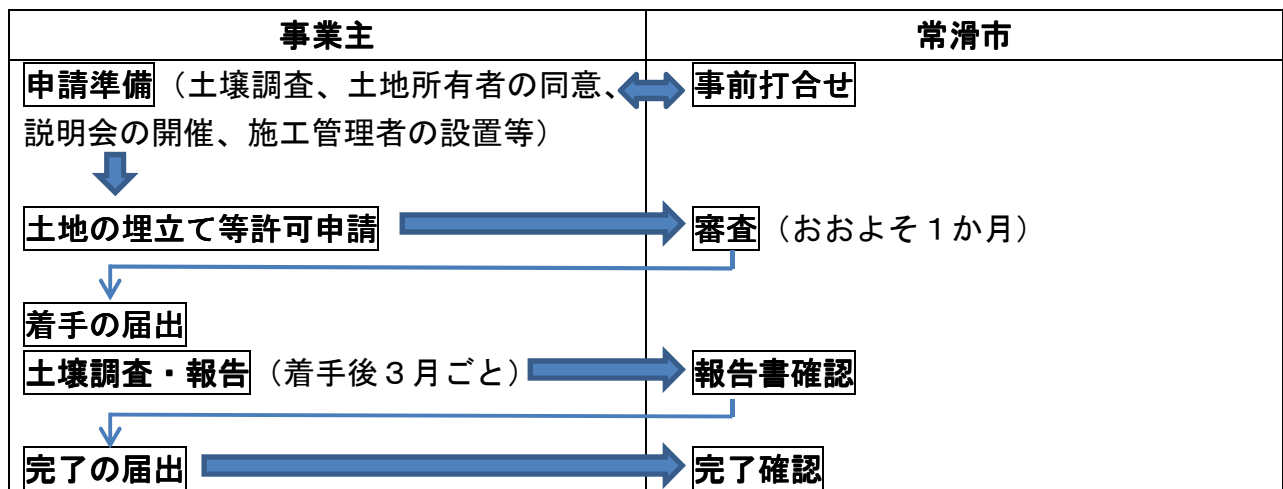 事業主 常滑市
申請準備（土壌調査、土地所有者の同意、 事前打合せ
説明会の開催、施工管理者の設置等）
土地の埋立て等許可申請 審査（おおよそ１か月）
着手の届出
土壌調査・報告（着手後３月ごと） 報告書確認
完了の届出 完了確認